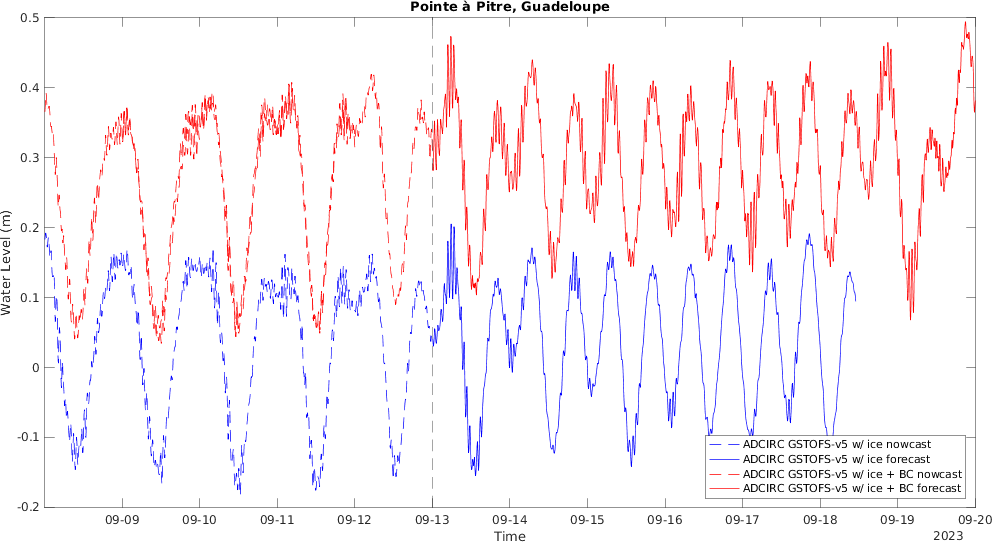 Pointe à Pitre, Guadeloupe
0.5
0.4
0.3
0.2
0.1
0
-0.1
-0.2
Water Level (m)
ADCIRC GSTOFS-v5 w/ ice nowcast
ADCIRC GSTOFS-v5 w/ ice forecast
ADCIRC GSTOFS-v5 w/ ice + BC nowcast
ADCIRC GSTOFS-v5 w/ ice + BC forecast
09-09 09-10 09-11 09-12 09-13 09-14 09-15 09-16 09-17 09-18 09-19 09-20
Time
2023